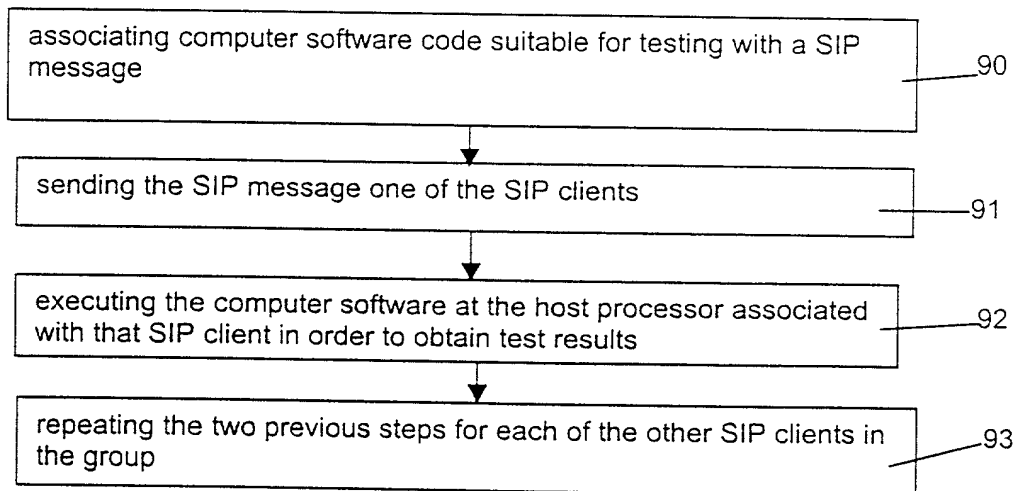 associating computer software code suitable for testing with a SIP
message
90
sending the SIP message one of the SIP clients
91
executing the computer software at the host processor associated
with that SIP client in order to obtain test results
92
repeating the two previous steps for each of the other SIP clients in
the group
93